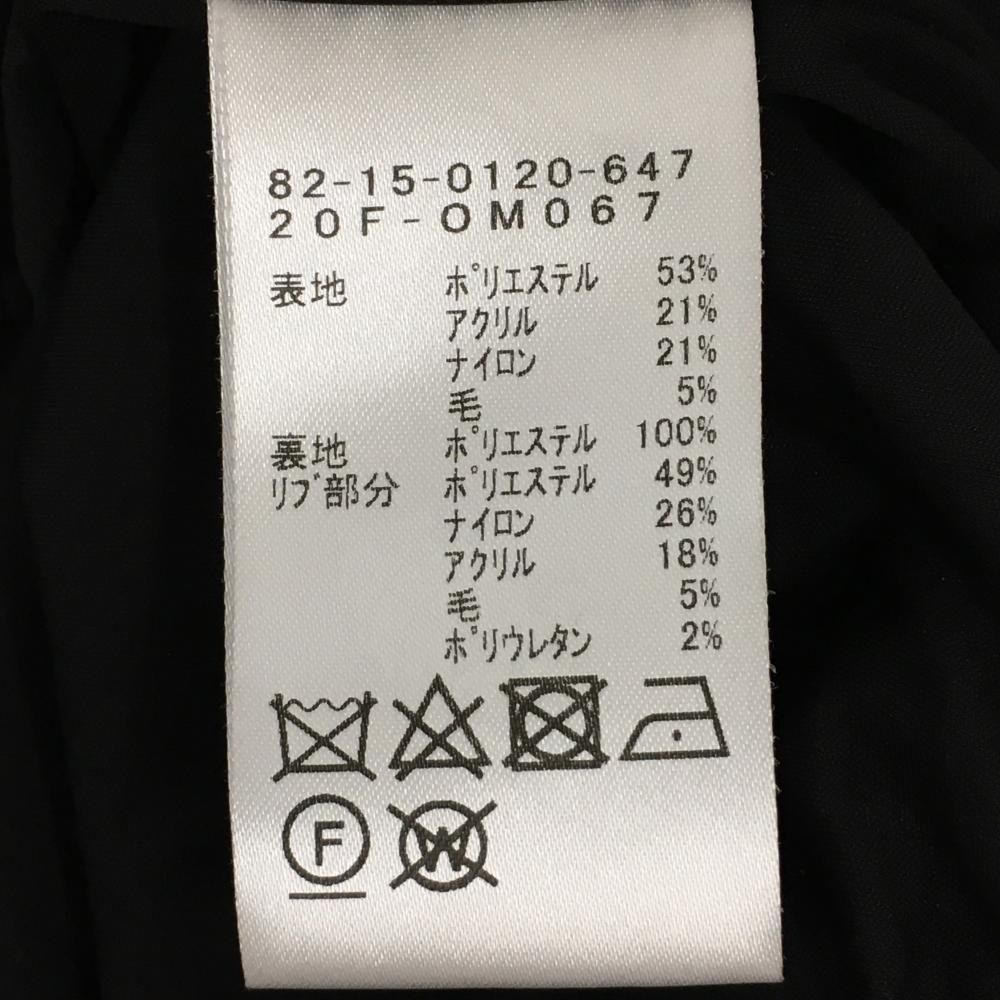 82-15-0120-647
20F-OM067
表地 ポリエステル 53%
アクリル 21%
ナイロン 21%
毛 5%
裏地 ポリエステル 100%
リブ部分 ポリエステル 49%
ナイロン 26%
アクリル 18%
毛 5%
ポリウレタン 2%
F W